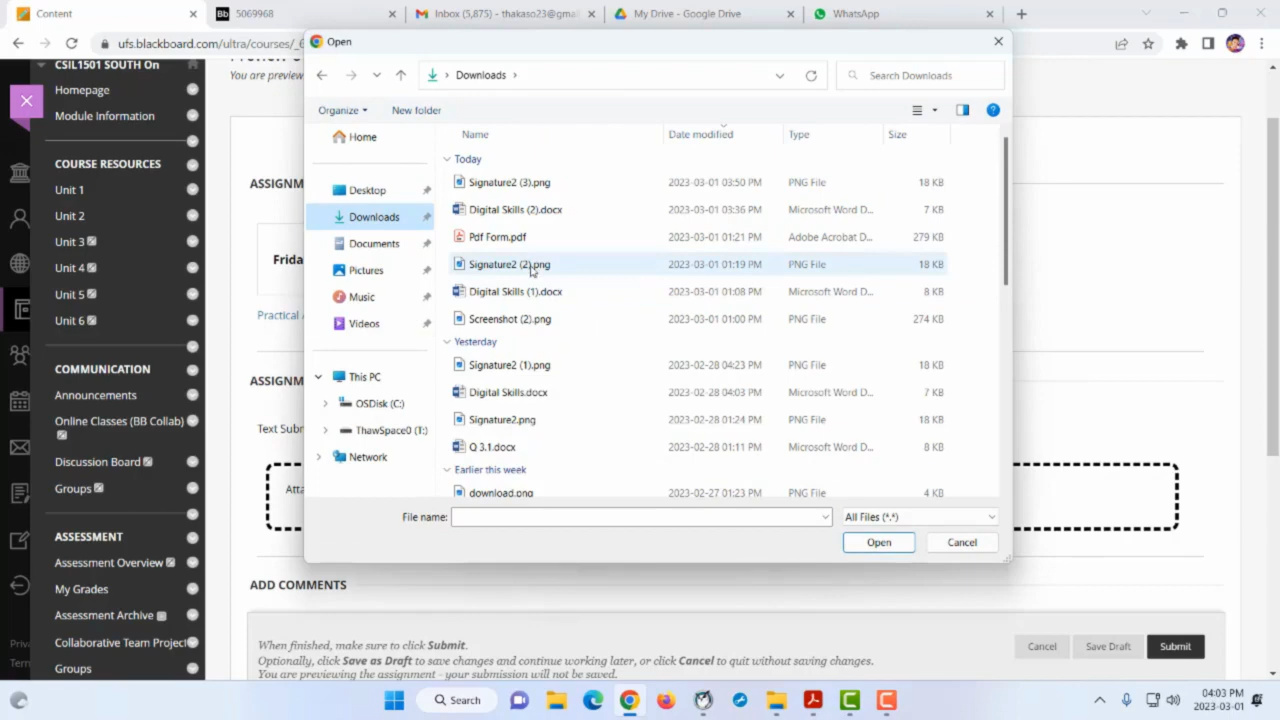 Content
Bb 5069968
Inbox (5,875) - thakaso23@gmai
My Drive - Google Drive
WhatsApp
ufs.blackboard.com/ultra/courses/_6
Open
Downloads
Search Downloads
Organize
New folder
Name
Date modified
Type
Size
Home
Desktop
Downloads
Documents
Pictures
Music
Videos
This PC
OSDisk (C:)
ThawSpace0 (T:)
Network
Today
Signature2 (3).png 2023-03-01 03:50 PM PNG File 18 KB
Digital Skills (2).docx 2023-03-01 03:36 PM Microsoft Word D... 7 KB
Pdf Form.pdf 2023-03-01 01:21 PM Adobe Acrobat D... 279 KB
Signature2 (2).png 2023-03-01 01:19 PM PNG File 18 KB
Digital Skills (1).docx 2023-03-01 01:08 PM Microsoft Word D... 8 KB
Screenshot (2).png 2023-03-01 01:00 PM PNG File 274 KB
Yesterday
Signature2 (1).png 2023-02-28 04:23 PM PNG File 18 KB
Digital Skills.docx 2023-02-28 04:03 PM Microsoft Word D... 7 KB
Signature2.png 2023-02-28 01:24 PM PNG File 18 KB
Q 3.1.docx 2023-02-28 01:11 PM Microsoft Word D... 8 KB
Earlier this week
download.png 2023-02-27 01:23 PM PNG File 4 KB
File name:
All Files (*.*)
Open
Cancel
CSIL1501 SOUTH On
Homepage
Module Information
COURSE RESOURCES
Unit 1
Unit 2
Unit 3
Unit 4
Unit 5
Unit 6
COMMUNICATION
Announcements
Online Classes (BB Collab)
Discussion Board
Groups
ASSESSMENT
Assessment Overview
My Grades
Assessment Archive
Collaborative Team Project
Groups
You are preview
ASSIGNM
Frida
Practical
ASSIGNM
Text Subm
Atta
ADD COMMENTS
When finished, make sure to click Submit.
Optionally, click Save as Draft to save changes and continue working later, or click Cancel to quit without saving changes.
You are previewing the assignment - your submission will not be saved.
Cancel
Save Draft
Submit
Priv
Term
Search
04:03 PM
2023-03-01